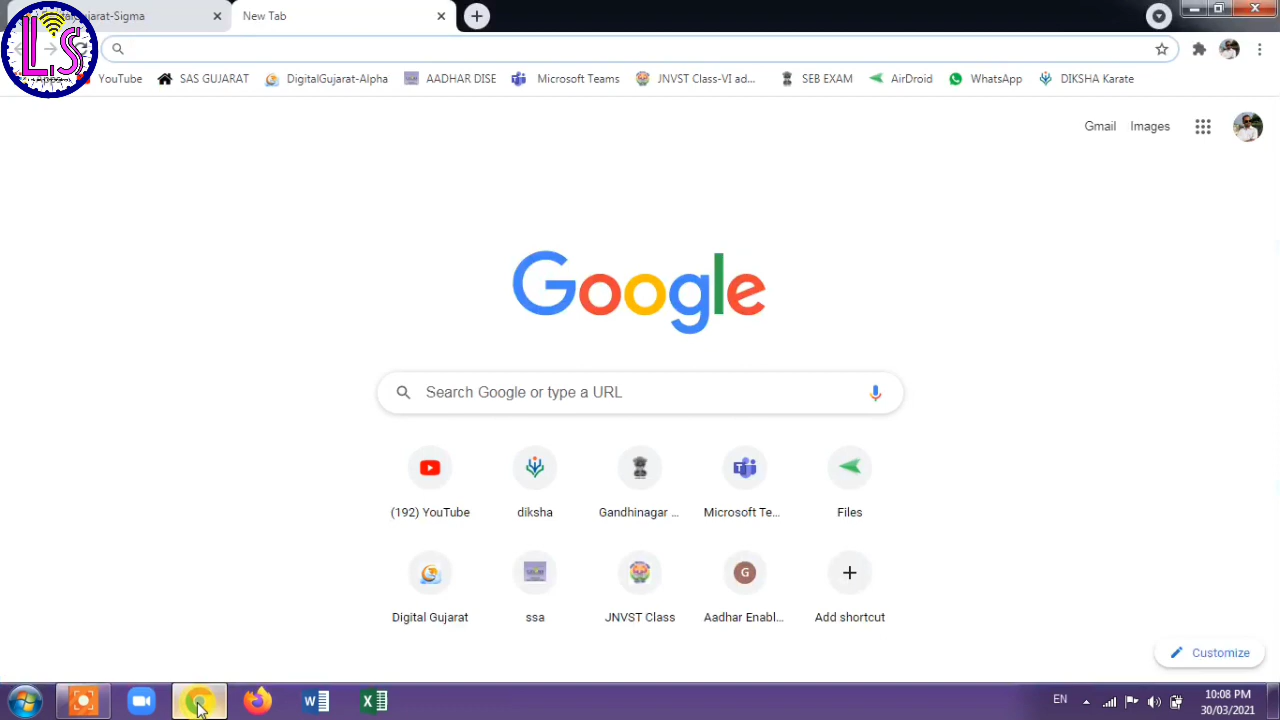 LS
Gujarat-Sigma
New Tab
YouTube
SAS GUJARAT
DigitalGujarat-Alpha
AADHAR DISE
Microsoft Teams
JNVST Class-VI ad...
SEB EXAM
AirDroid
WhatsApp
DIKSHA Karate
Gmail
Images
Google
Search Google or type a URL
(192) YouTube
diksha
Gandhinagar ...
Microsoft Te...
Files
Digital Gujarat
ssa
JNVST Class
G
Aadhar Enabl...
Add shortcut
Customize
EN
10:08 PM
30/03/2021